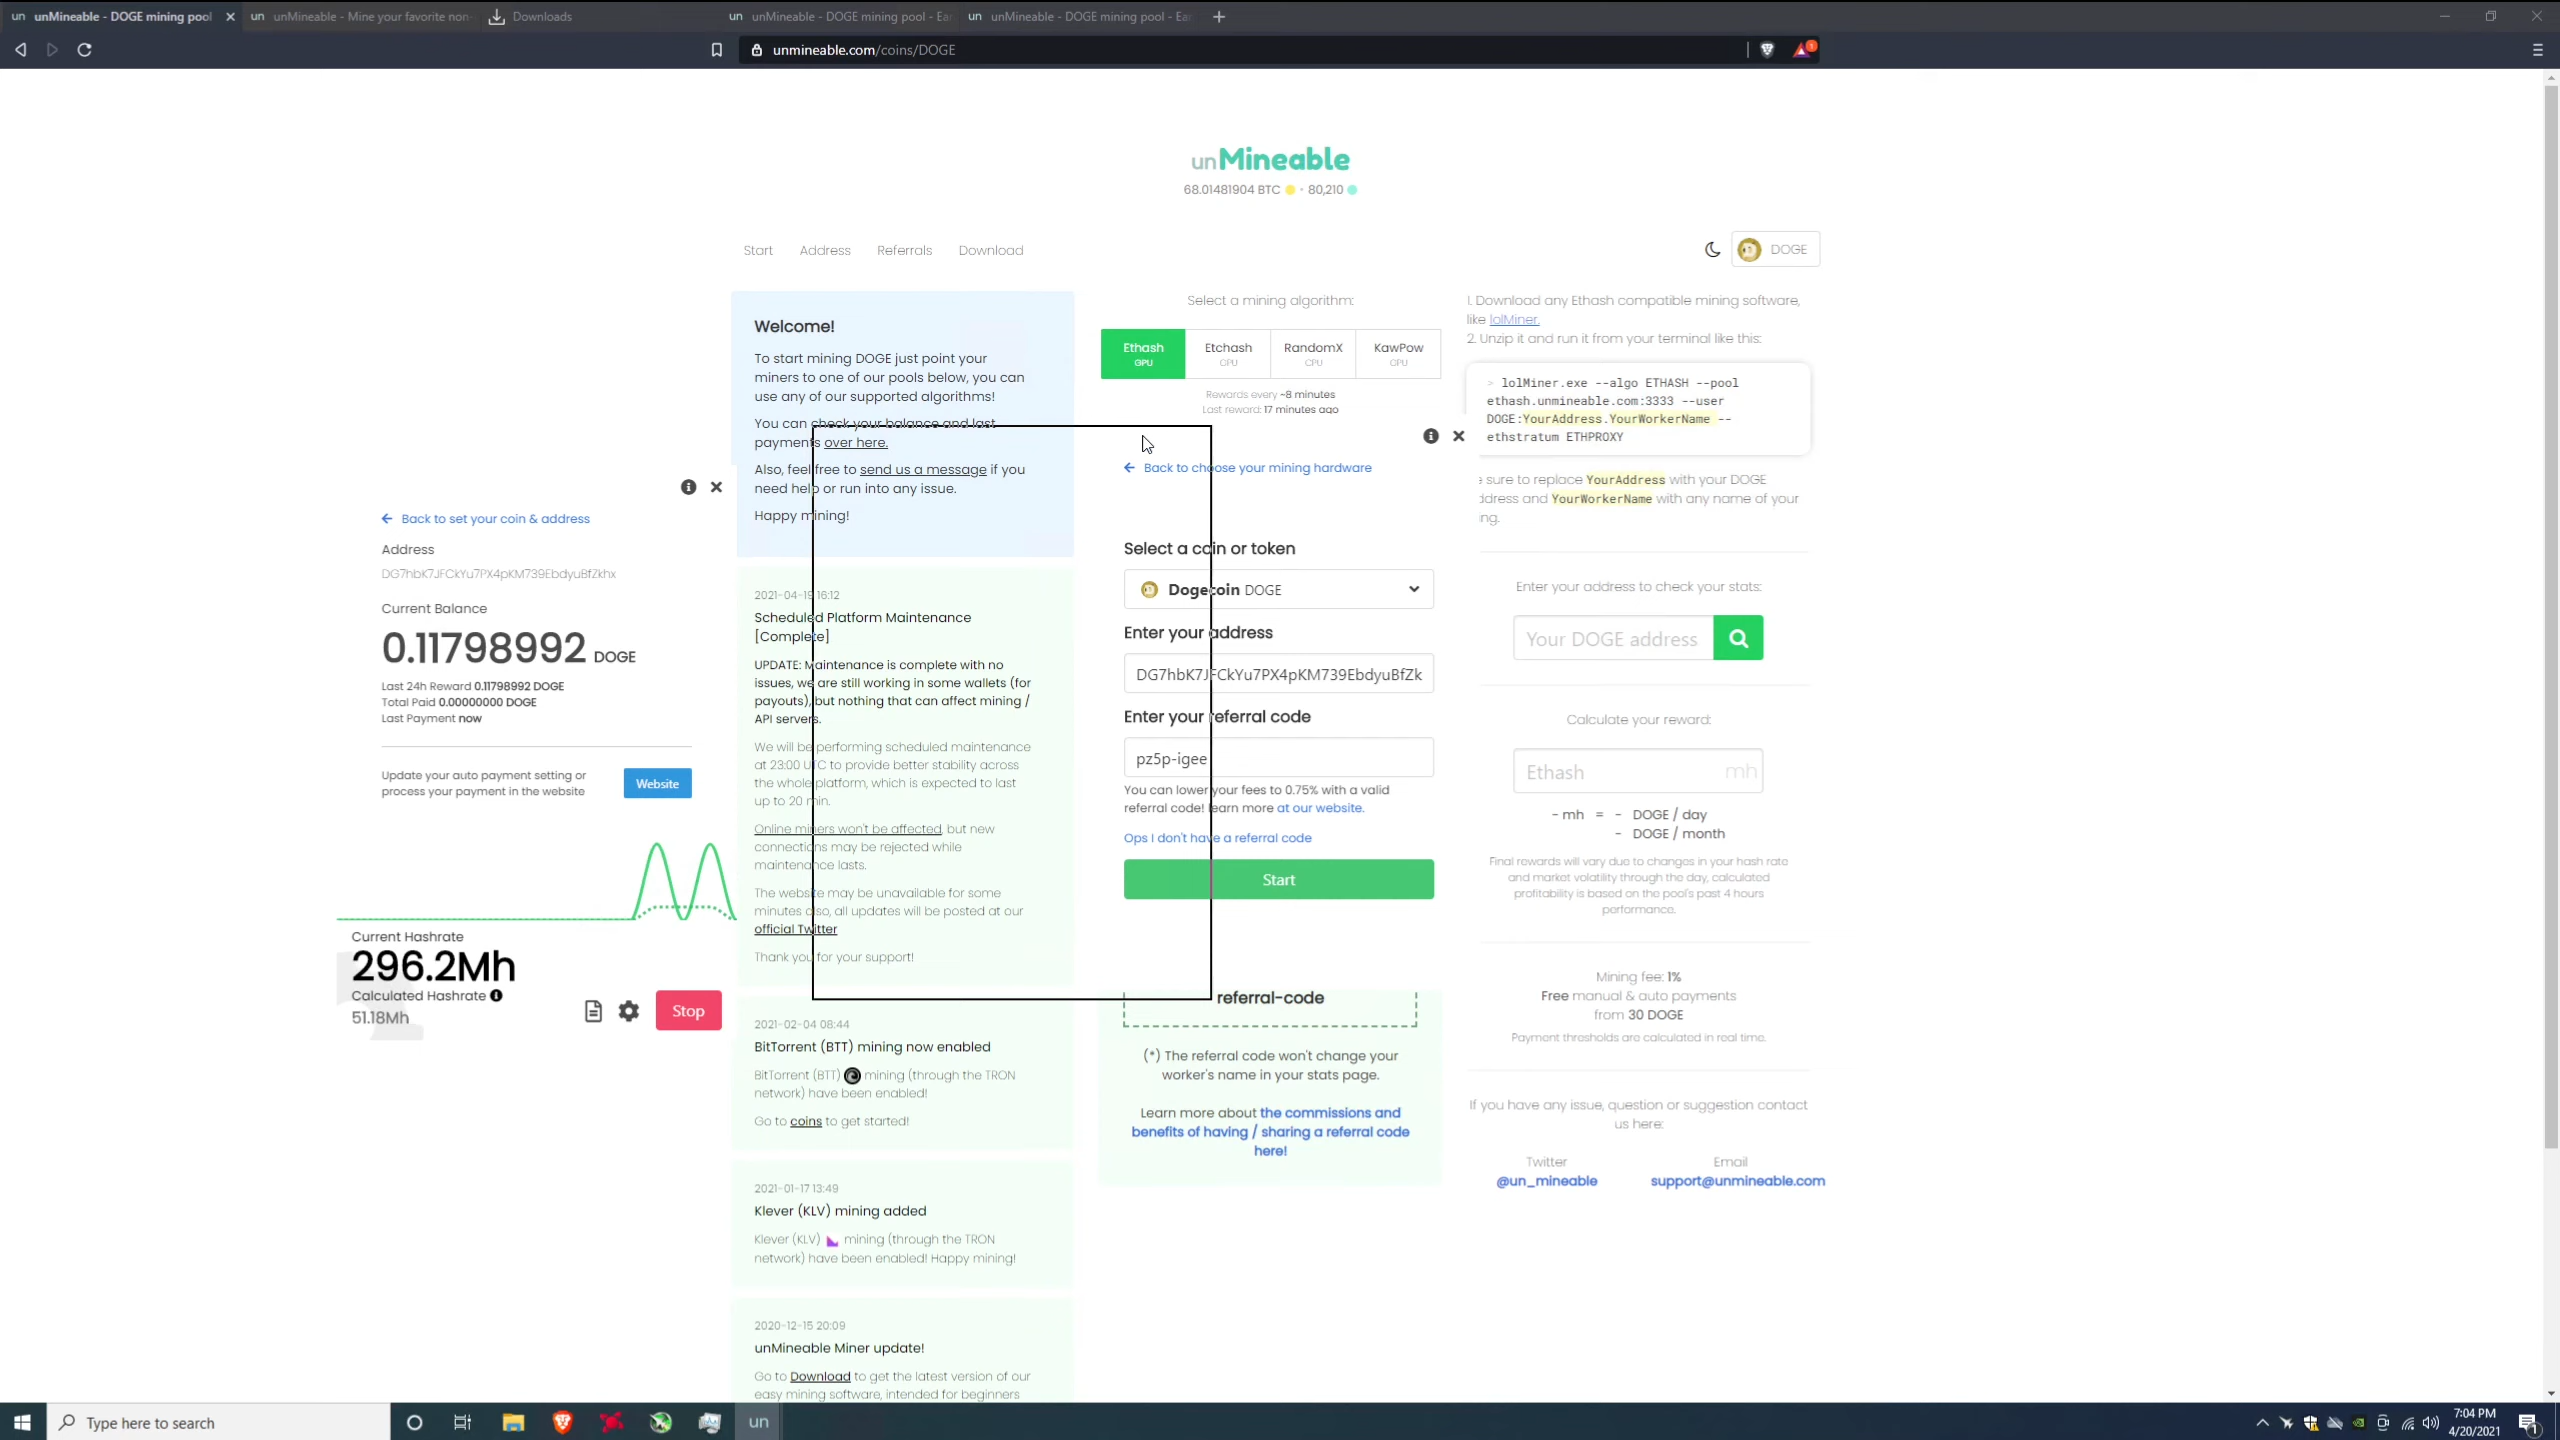 un unMineable - DOGE mining pool
un unMineable - Mine your favorite non-
Downloads
un unMineable - DOGE mining pool - Ea
un unMineable - DOGE mining pool - Ea
unmineable.com/coins/DOGE
1
unMineable
68.01481904 BTC • 80,210
Start Address Referrals Download
DOGE
Welcome!
To start mining DOGE just point your
miners to one of our pools below, you can
use any of our supported algorithms!
You can check your balance and last
payments over here.
Also, feel free to send us a message if you
need help or run into any issue.
Happy mining!
2021-04-19 16:12
Scheduled Platform Maintenance
[Complete]
UPDATE: Maintenance is complete with no
issues, we are still working in some wallets (for
payouts), but nothing that can affect mining /
API servers.
We will be performing scheduled maintenance
at 23:00 UTC to provide better stability across
the whole platform, which is expected to last
up to 20 min.
Online miners won't be affected, but new
connections may be rejected while
maintenance lasts.
The website may be unavailable for some
minutes also, all updates will be posted at our
official Twitter
Thank you for your support!
2021-02-04 08:44
BitTorrent (BTT) mining now enabled
BitTorrent (BTT) mining (through the TRON
network) have been enabled!
Go to coins to get started!
2021-01-17 13:49
Klever (KLV) mining added
Klever (KLV) mining (through the TRON
network) have been enabled! Happy mining!
2020-12-15 20:09
unMineable Miner update!
Go to Download to get the latest version of our
easy mining software, intended for beginners
Back to set your coin & address
Address
DG7hbK7JFCkYu7PX4pKM739EbdyuBfZkhx
Current Balance
0.11798992 DOGE
Last 24h Reward 0.11798992 DOGE
Total Paid 0.00000000 DOGE
Last Payment now
Update your auto payment setting or
process your payment in the website
Website
Current Hashrate
296.2Mh
Calculated Hashrate
51.18Mh
Stop
Select a mining algorithm:
Ethash Etchash RandomX KawPow
GPU GPU CPU GPU
Rewards every ~8 minutes
Last reward: 17 minutes ago
Back to choose your mining hardware
Select a coin or token
Dogecoin DOGE
Enter your address
DG7hbK7JFCkYu7PX4pKM739EbdyuBfZk
Enter your referral code
pz5p-igee
You can lower your fees to 0.75% with a valid
referral code! learn more at our website.
Ops I don't have a referral code
Start
referral-code
(*) The referral code won't change your
worker's name in your stats page.
Learn more about the commissions and
benefits of having / sharing a referral code
here!
1. Download any Ethash compatible mining software,
like lolMiner.
2. Unzip it and run it from your terminal like this:
> lolMiner.exe --algo ETHASH --pool
ethash.unmineable.com:3333 --user
DOGE:YourAddress.YourWorkerName --
ethstratum ETHPROXY
sure to replace YourAddress with your DOGE
ddress and YourWorkerName with any name of your
ng.
Enter your address to check your stats:
Your DOGE address
Calculate your reward:
Ethash mh
- mh = - DOGE / day
- DOGE / month
Final rewards will vary due to changes in your hash rate
and market volatility through the day, calculated
profitability is based on the pool's past 4 hours
performance.
Mining fee: 1%
Free manual & auto payments
from 30 DOGE
Payment thresholds are calculated in real time.
If you have any issue, question or suggestion contact
us here:
Twitter Email
@un_mineable support@unmineable.com
Type here to search
un
7:04 PM
4/20/2021
1